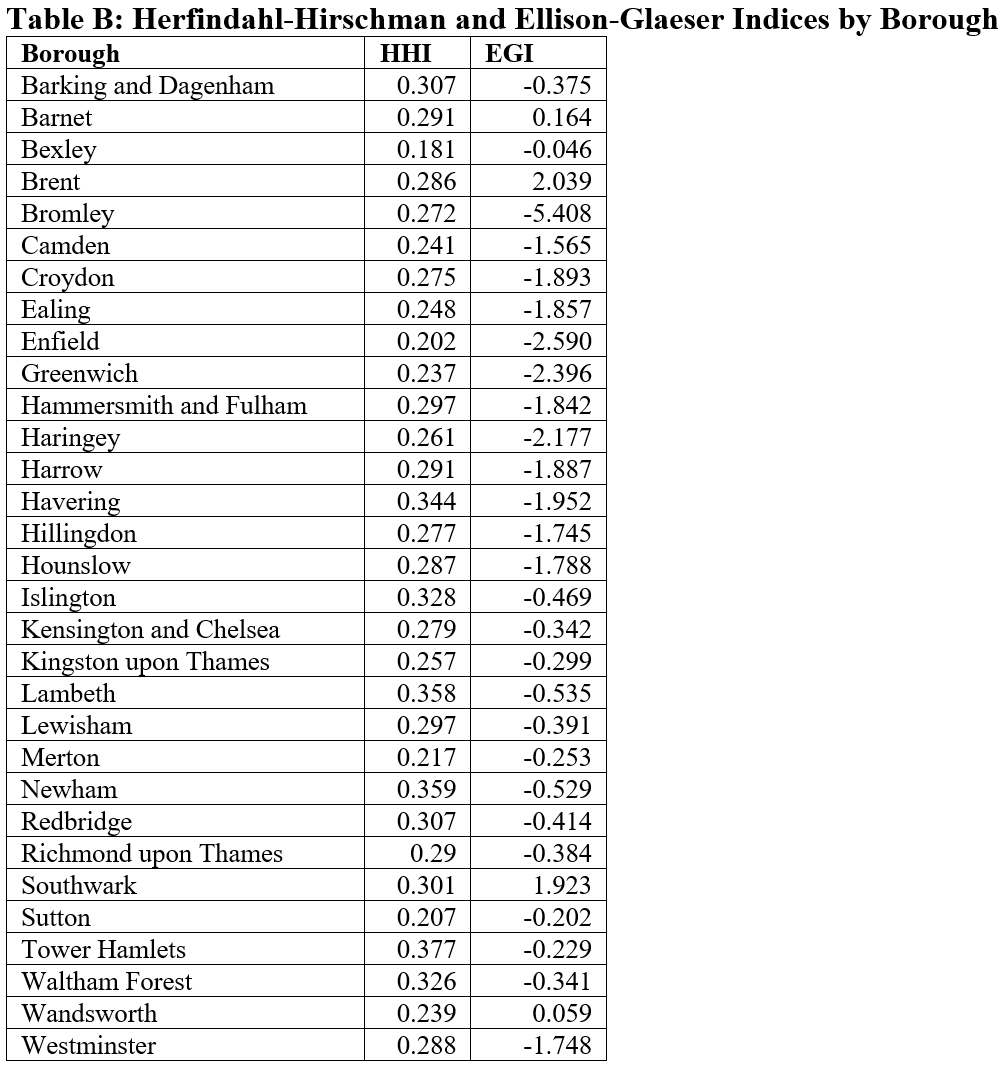 Table B: Herfindahl-Hirschman and Ellison-Glaeser Indices by Borough
Borough HHI EGI
Barking and Dagenham 0.307 -0.375
Barnet 0.291 0.164
Bexley 0.181 -0.046
Brent 0.286 2.039
Bromley 0.272 -5.408
Camden 0.241 -1.565
Croydon 0.275 -1.893
Ealing 0.248 -1.857
Enfield 0.202 -2.590
Greenwich 0.237 -2.396
Hammersmith and Fulham 0.297 -1.842
Haringey 0.261 -2.177
Harrow 0.291 -1.887
Havering 0.344 -1.952
Hillingdon 0.277 -1.745
Hounslow 0.287 -1.788
Islington 0.328 -0.469
Kensington and Chelsea 0.279 -0.342
Kingston upon Thames 0.257 -0.299
Lambeth 0.358 -0.535
Lewisham 0.297 -0.391
Merton 0.217 -0.253
Newham 0.359 -0.529
Redbridge 0.307 -0.414
Richmond upon Thames 0.29 -0.384
Southwark 0.301 1.923
Sutton 0.207 -0.202
Tower Hamlets 0.377 -0.229
Waltham Forest 0.326 -0.341
Wandsworth 0.239 0.059
Westminster 0.288 -1.748